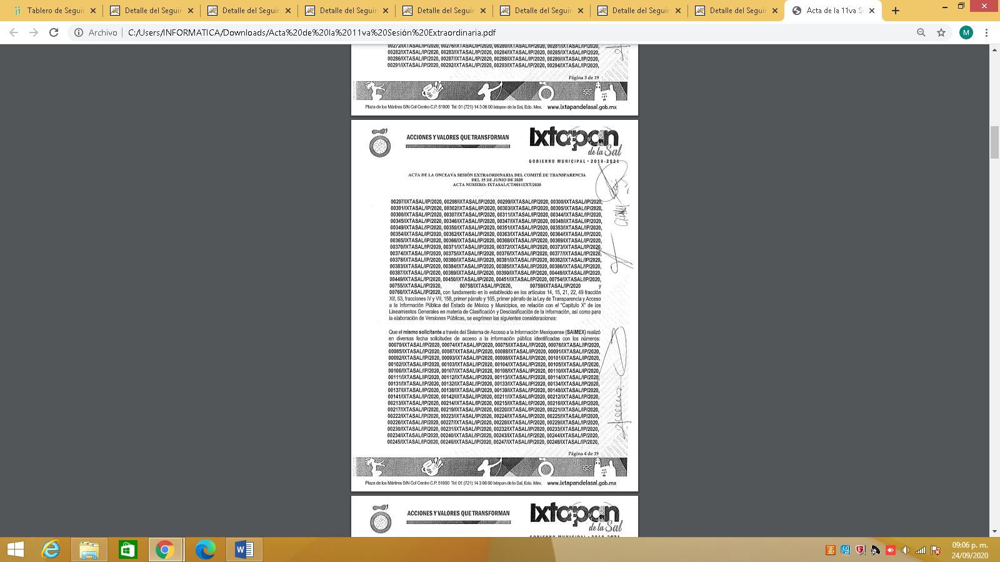 Tablero de Seguir
Detalle del Seguir
Detalle del Seguir
Detalle del Seguir
Detalle del Seguir
Detalle del Seguir
Detalle del Seguir
Detalle del Seguir
Acta de la 11va Se
Archivo | C:/Users/INFORMATICA/Downloads/Acta%20de%20la%2011va%20Sesión%20Extraordinaria.pdf
M
00272/IXTASAL/IP/2020, 00276/IXTASAL/IP/2020, 00280/IXTASAL/IP/2020, 00281/IXTASAL/IP/2020,
00282/IXTASAL/IP/2020, 00283/IXTASAL/IP/2020, 00284/IXTASAL/IP/2020, 00285/IXTASAL/IP/2020,
00286/IXTASAL/IP/2020, 00287/IXTASAL/IP/2020, 00288/IXTASAL/IP/2020, 00289/IXTASAL/IP/2020,
00291/IXTASAL/IP/2020, 00292/IXTASAL/IP/2020, 00293/IXTASAL/IP/2020, 00294/IXTASAL/IP/2020,
Página 3 de 19
Plaza de los Mártires S/N Col Centro C.P. 51900 Tel: 01 (721) 14 3 06 00 Ixtapan de la Sal, Edo. Mex. www.ixtapandelasal.gob.mx
ACCIONES Y VALORES QUE TRANSFORMAN
Ixtapan
de la Sal
GOBIERNO MUNICIPAL • 2019-2021
ACTA DE LA ONCEAVA SESIÓN EXTRAORDINARIA DEL COMITÉ DE TRANSPARENCIA
DEL 15 DE JUNIO DE 2020
ACTA NUMERO: IXTASAL/CT/0011EXT/2020
00297/IXTASAL/IP/2020, 00298/IXTASAL/IP/2020, 00299/IXTASAL/IP/2020, 00300/IXTASAL/IP/2020,
00301/IXTASAL/IP/2020, 00302/IXTASAL/IP/2020, 00303/IXTASAL/IP/2020, 00305/IXTASAL/IP/2020,
00306/IXTASAL/IP/2020, 00307/IXTASAL/IP/2020, 00311/IXTASAL/IP/2020, 00344/IXTASAL/IP/2020,
00345/IXTASAL/IP/2020, 00346/IXTASAL/IP/2020, 00347/IXTASAL/IP/2020, 00348/IXTASAL/IP/2020,
00349/IXTASAL/IP/2020, 00350/IXTASAL/IP/2020, 00351/IXTASAL/IP/2020, 00353/IXTASAL/IP/2020,
00354/IXTASAL/IP/2020, 00362/IXTASAL/IP/2020, 00363/IXTASAL/IP/2020, 00364/IXTASAL/IP/2020,
00365/IXTASAL/IP/2020, 00366/IXTASAL/IP/2020, 00368/IXTASAL/IP/2020, 00369/IXTASAL/IP/2020,
00370/IXTASAL/IP/2020, 00371/IXTASAL/IP/2020, 00372/IXTASAL/IP/2020, 00373/IXTASAL/IP/2020,
00374/IXTASAL/IP/2020, 00375/IXTASAL/IP/2020, 00376/IXTASAL/IP/2020, 00377/IXTASAL/IP/2020,
00378/IXTASAL/IP/2020, 00380/IXTASAL/IP/2020, 00381/IXTASAL/IP/2020, 00382/IXTASAL/IP/2020,
00383/IXTASAL/IP/2020, 00384/IXTASAL/IP/2020, 00385/IXTASAL/IP/2020, 00386/IXTASAL/IP/2020,
00387/IXTASAL/IP/2020, 00389/IXTASAL/IP/2020, 00390/IXTASAL/IP/2020, 00448/IXTASAL/IP/2020,
00449/IXTASAL/IP/2020, 00450/IXTASAL/IP/2020, 00451/IXTASAL/IP/2020, 00754/IXTASAL/IP/2020,
00755/IXTASAL/IP/2020, 00758/IXTASAL/IP/2020, 00759/IXTASAL/IP/2020 y
00760/IXTASAL/IP/2020, con fundamento en lo establecido en los artículos 14, 15, 21, 22, 49 fracción
XII, 53, fracciones IV y VII, 158, primer párrafo y 165, primer párrafo de la Ley de Transparencia y Acceso
a la Información Pública del Estado de México y Municipios, en relación con el "Capítulo X" de los
Lineamientos Generales en materia de Clasificación y Desclasificación de la Información, así como para
la elaboración de Versiones Públicas, se esgrimen las siguientes consideraciones:
Que el mismo solicitante a través del Sistema de Acceso a la Información Mexiquense (SAIMEX) realizó
en diversas fecha solicitudes de acceso a la información pública identificadas con los números:
00070/IXTASAL/IP/2020, 00074/IXTASAL/IP/2020, 00075/IXTASAL/IP/2020, 00076/IXTASAL/IP/2020,
00085/IXTASAL/IP/2020, 00087/IXTASAL/IP/2020, 00088/IXTASAL/IP/2020, 00091/IXTASAL/IP/2020,
00092/IXTASAL/IP/2020, 00093/IXTASAL/IP/2020, 00098/IXTASAL/IP/2020, 00101/IXTASAL/IP/2020,
00102/IXTASAL/IP/2020, 00103/IXTASAL/IP/2020, 00104/IXTASAL/IP/2020, 00105/IXTASAL/IP/2020,
00106/IXTASAL/IP/2020, 00107/IXTASAL/IP/2020, 00108/IXTASAL/IP/2020, 00110/IXTASAL/IP/2020,
00111/IXTASAL/IP/2020, 00112/IXTASAL/IP/2020, 00113/IXTASAL/IP/2020, 00114/IXTASAL/IP/2020,
00131/IXTASAL/IP/2020, 00132/IXTASAL/IP/2020, 00133/IXTASAL/IP/2020, 00134/IXTASAL/IP/2020,
00137/IXTASAL/IP/2020, 00138/IXTASAL/IP/2020, 00139/IXTASAL/IP/2020, 00140/IXTASAL/IP/2020,
00141/IXTASAL/IP/2020, 00142/IXTASAL/IP/2020, 00211/IXTASAL/IP/2020, 00212/IXTASAL/IP/2020,
00213/IXTASAL/IP/2020, 00214/IXTASAL/IP/2020, 00215/IXTASAL/IP/2020, 00216/IXTASAL/IP/2020,
00217/IXTASAL/IP/2020, 00219/IXTASAL/IP/2020, 00220/IXTASAL/IP/2020, 00221/IXTASAL/IP/2020,
00222/IXTASAL/IP/2020, 00223/IXTASAL/IP/2020, 00224/IXTASAL/IP/2020, 00225/IXTASAL/IP/2020,
00226/IXTASAL/IP/2020, 00227/IXTASAL/IP/2020, 00228/IXTASAL/IP/2020, 00229/IXTASAL/IP/2020,
00230/IXTASAL/IP/2020, 00231/IXTASAL/IP/2020, 00232/IXTASAL/IP/2020, 00233/IXTASAL/IP/2020,
00234/IXTASAL/IP/2020, 00240/IXTASAL/IP/2020, 00243/IXTASAL/IP/2020, 00244/IXTASAL/IP/2020,
00245/IXTASAL/IP/2020, 00246/IXTASAL/IP/2020, 00247/IXTASAL/IP/2020, 00248/IXTASAL/IP/2020,
Página 4 de 19
Plaza de los Mártires S/N Col Centro C.P. 51900 Tel: 01 (721) 14 3 06 00 Ixtapan de la Sal, Edo. Mex. www.ixtapandelasal.gob.mx
ACCIONES Y VALORES QUE TRANSFORMAN
Ixtapan
de la Sal
GOBIERNO MUNICIPAL • 2019-2021
09:06 p. m.
24/09/2020